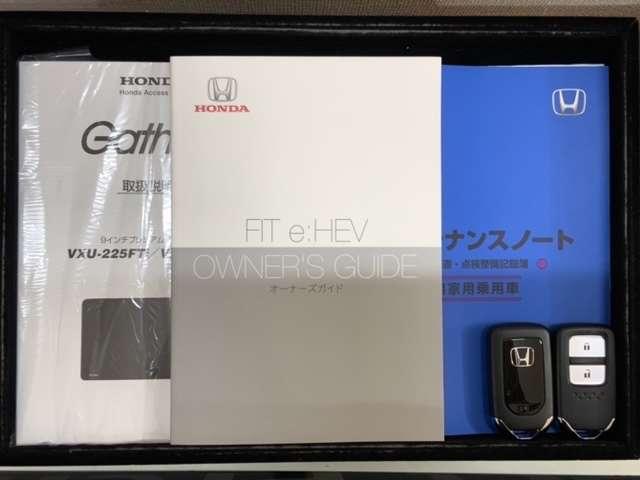 HONDA
Honda Access
Gath
取扱説明
9インチプレミアム
VXU-225FTi/V
HONDA
FIT e:HEV
OWNER'S GUIDE
オーナーズガイド
ナンスノート
点検整備記録簿
家用乗用車